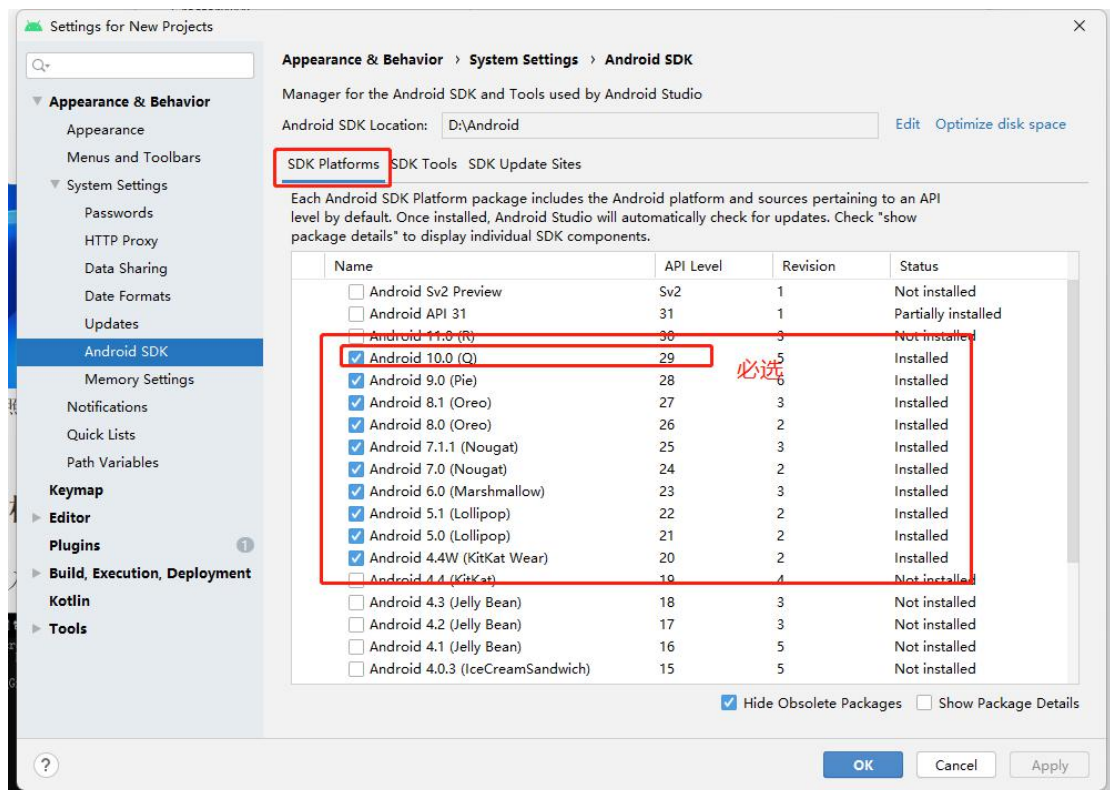 Settings for New Projects
Appearance & Behavior
Appearance
Menus and Toolbars
System Settings
Passwords
HTTP Proxy
Data Sharing
Date Formats
Updates
Android SDK
Memory Settings
Notifications
Quick Lists
Path Variables
Keymap
Editor
Plugins 1
Build, Execution, Deployment
Kotlin
Tools
Appearance & Behavior › System Settings › Android SDK
Manager for the Android SDK and Tools used by Android Studio
Android SDK Location: D:\Android Edit Optimize disk space
SDK Platforms SDK Tools SDK Update Sites
Each Android SDK Platform package includes the Android platform and sources pertaining to an API
level by default. Once installed, Android Studio will automatically check for updates. Check "show
package details" to display individual SDK components.
Name API Level Revision Status
Android Sv2 Preview Sv2 1 Not installed
Android API 31 31 1 Partially installed
Android 11.0 (R) 30 3 Not installed
Android 10.0 (Q) 29 5 Installed
必选
Android 9.0 (Pie) 28 6 Installed
Android 8.1 (Oreo) 27 3 Installed
Android 8.0 (Oreo) 26 2 Installed
Android 7.1.1 (Nougat) 25 3 Installed
Android 7.0 (Nougat) 24 2 Installed
Android 6.0 (Marshmallow) 23 3 Installed
Android 5.1 (Lollipop) 22 2 Installed
Android 5.0 (Lollipop) 21 2 Installed
Android 4.4W (KitKat Wear) 20 2 Installed
Android 4.4 (KitKat) 19 4 Not installed
Android 4.3 (Jelly Bean) 18 3 Not installed
Android 4.2 (Jelly Bean) 17 3 Not installed
Android 4.1 (Jelly Bean) 16 5 Not installed
Android 4.0.3 (IceCreamSandwich) 15 5 Not installed
Hide Obsolete Packages Show Package Details
? OK Cancel Apply